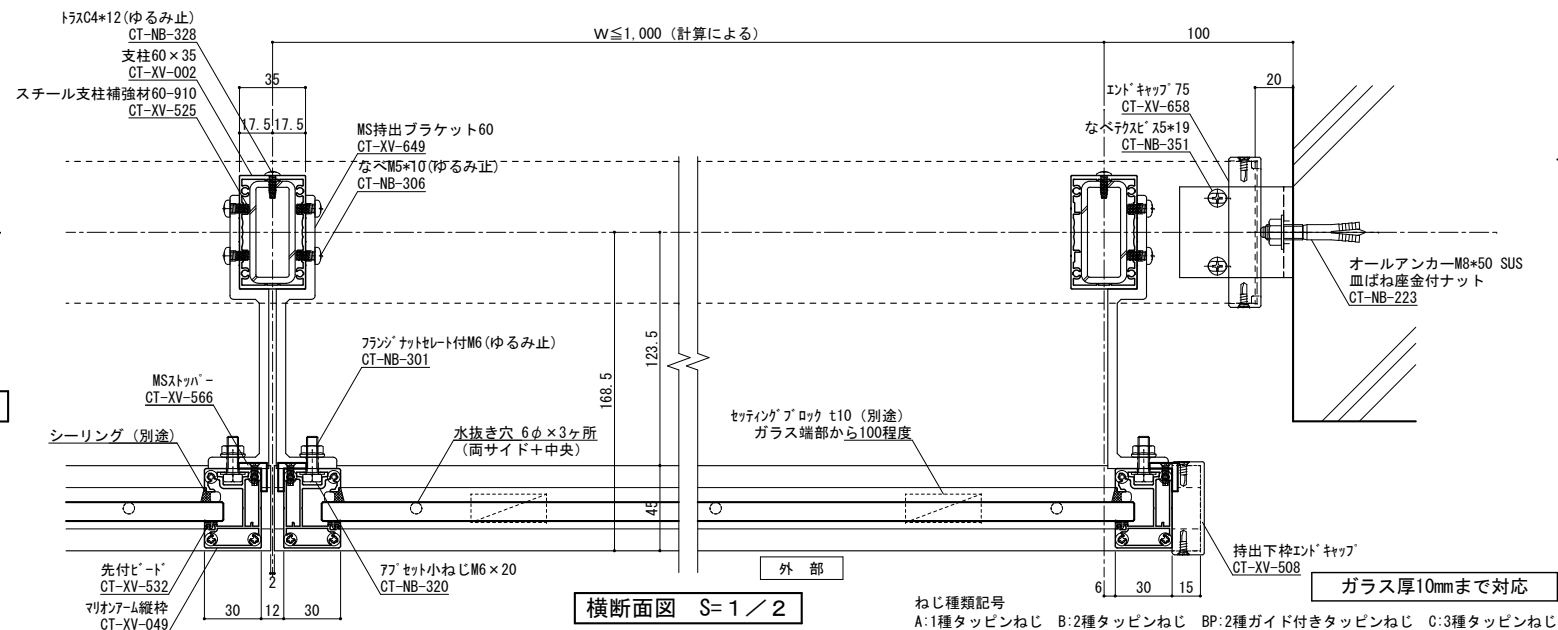 トラスC4*12(ゆるみ止)
CT-NB-328
支柱60×35
CT-XV-002
スチール支柱補強材60-910
CT-XV-525
35
17.5
17.5
MS持出ブラケット60
CT-XV-649
なべM5*10(ゆるみ止)
CT-NB-306
W≦1,000 (計算による)
100
20
エンドキャップ75
CT-XV-658
なべテクスビス5*19
CT-NB-351
オールアンカーM8*50 SUS
皿ばね座金付ナット
CT-NB-223
フランジナットセレート付M6(ゆるみ止)
CT-NB-301
168.5
123.5
45
MSストッパー
CT-XV-566
シーリング (別途)
水抜き穴 6φ×3ヶ所
(両サイド+中央)
セッティングブロック t10 (別途)
ガラス端部から100程度
先付ビード
CT-XV-532
マリオンアーム縦枠
CT-XV-049
2
30
12
30
アプセット小ねじM6×20
CT-NB-320
外 部
横断面図 S=1/2
6
30
15
持出下枠エンドキャップ
CT-XV-508
ガラス厚10mmまで対応
ねじ種類記号
A:1種タッピンねじ B:2種タッピンねじ BP:2種ガイド付きタッピンねじ C:3種タッピンねじ